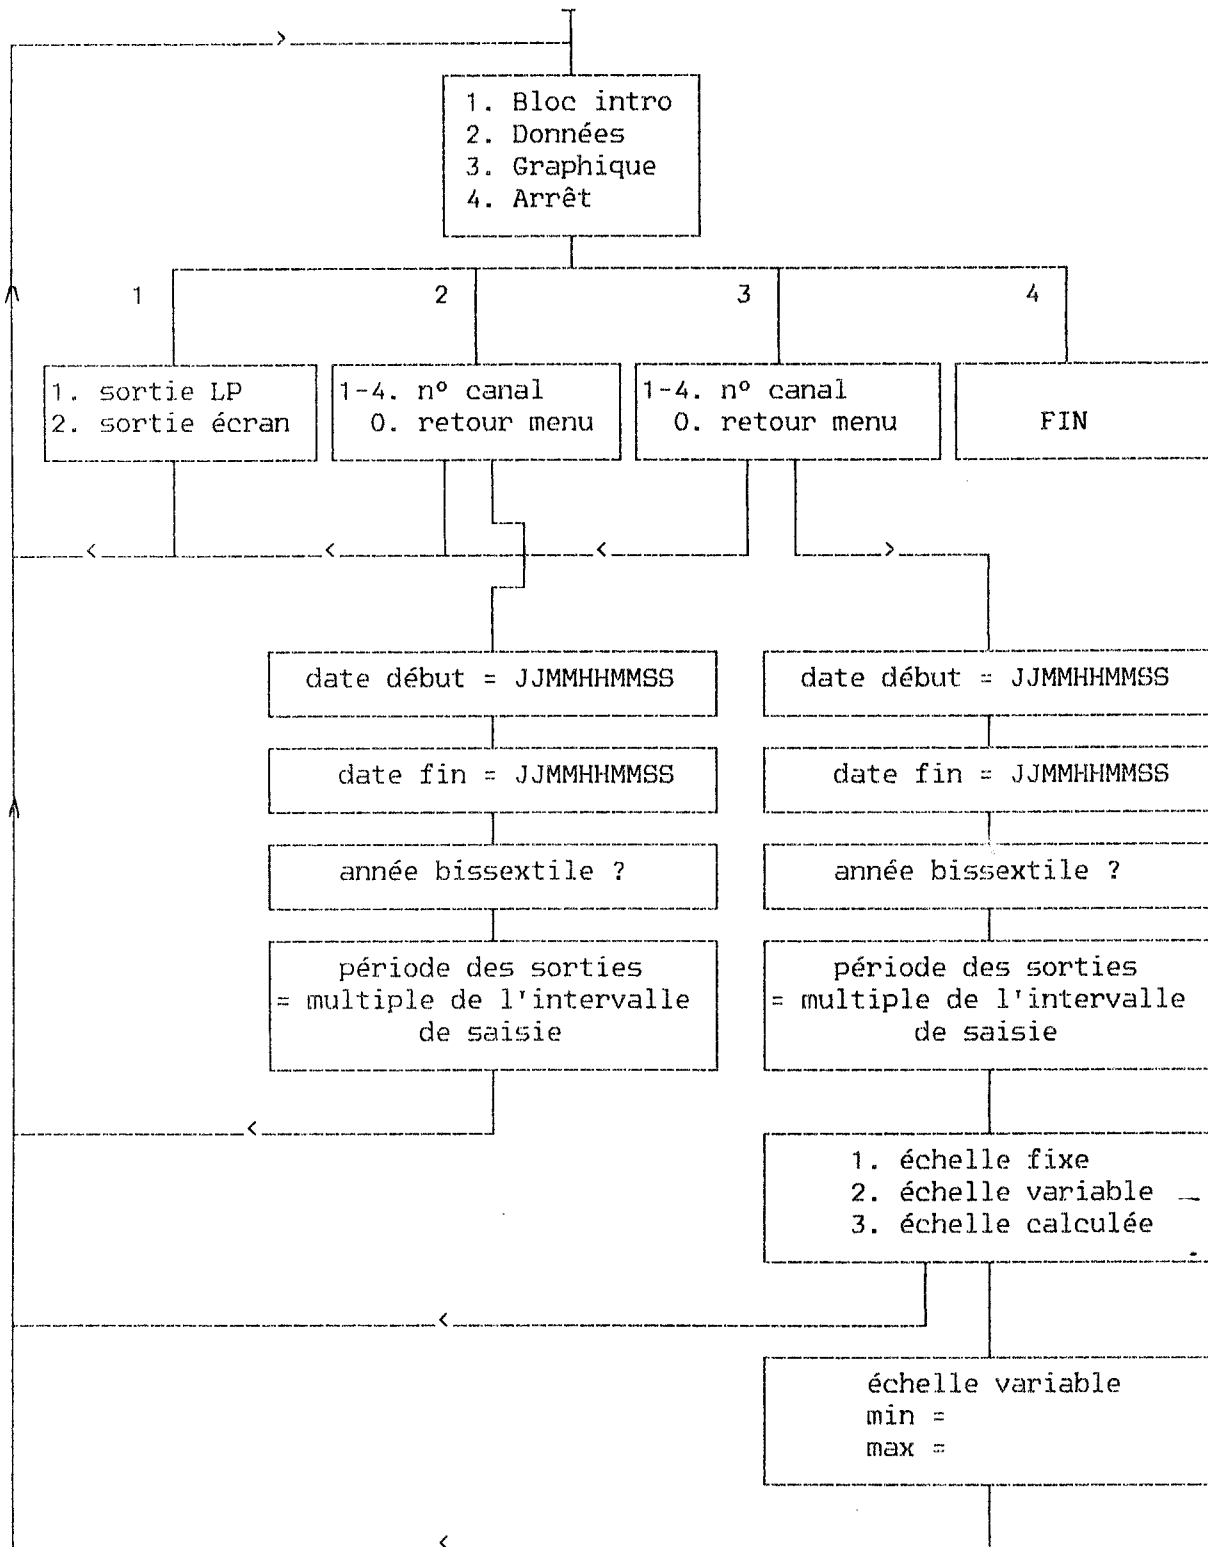 1. Bloc intro
2. Données
3. Graphique
4. Arrêt
1
2
3
4
1. sortie LP
2. sortie écran
1-4. nº canal
0. retour menu
1-4. nº canal
0. retour menu
FIN
date début = JJMMHHMMSS
date fin = JJMMHHMMSS
année bissextile ?
période des sorties
= multiple de l'intervalle
de saisie
date début = JJMMHHMMSS
date fin = JJMMHHMMSS
année bissextile ?
période des sorties
= multiple de l'intervalle
de saisie
1. échelle fixe
2. échelle variable
3. échelle calculée
échelle variable
min =
max =